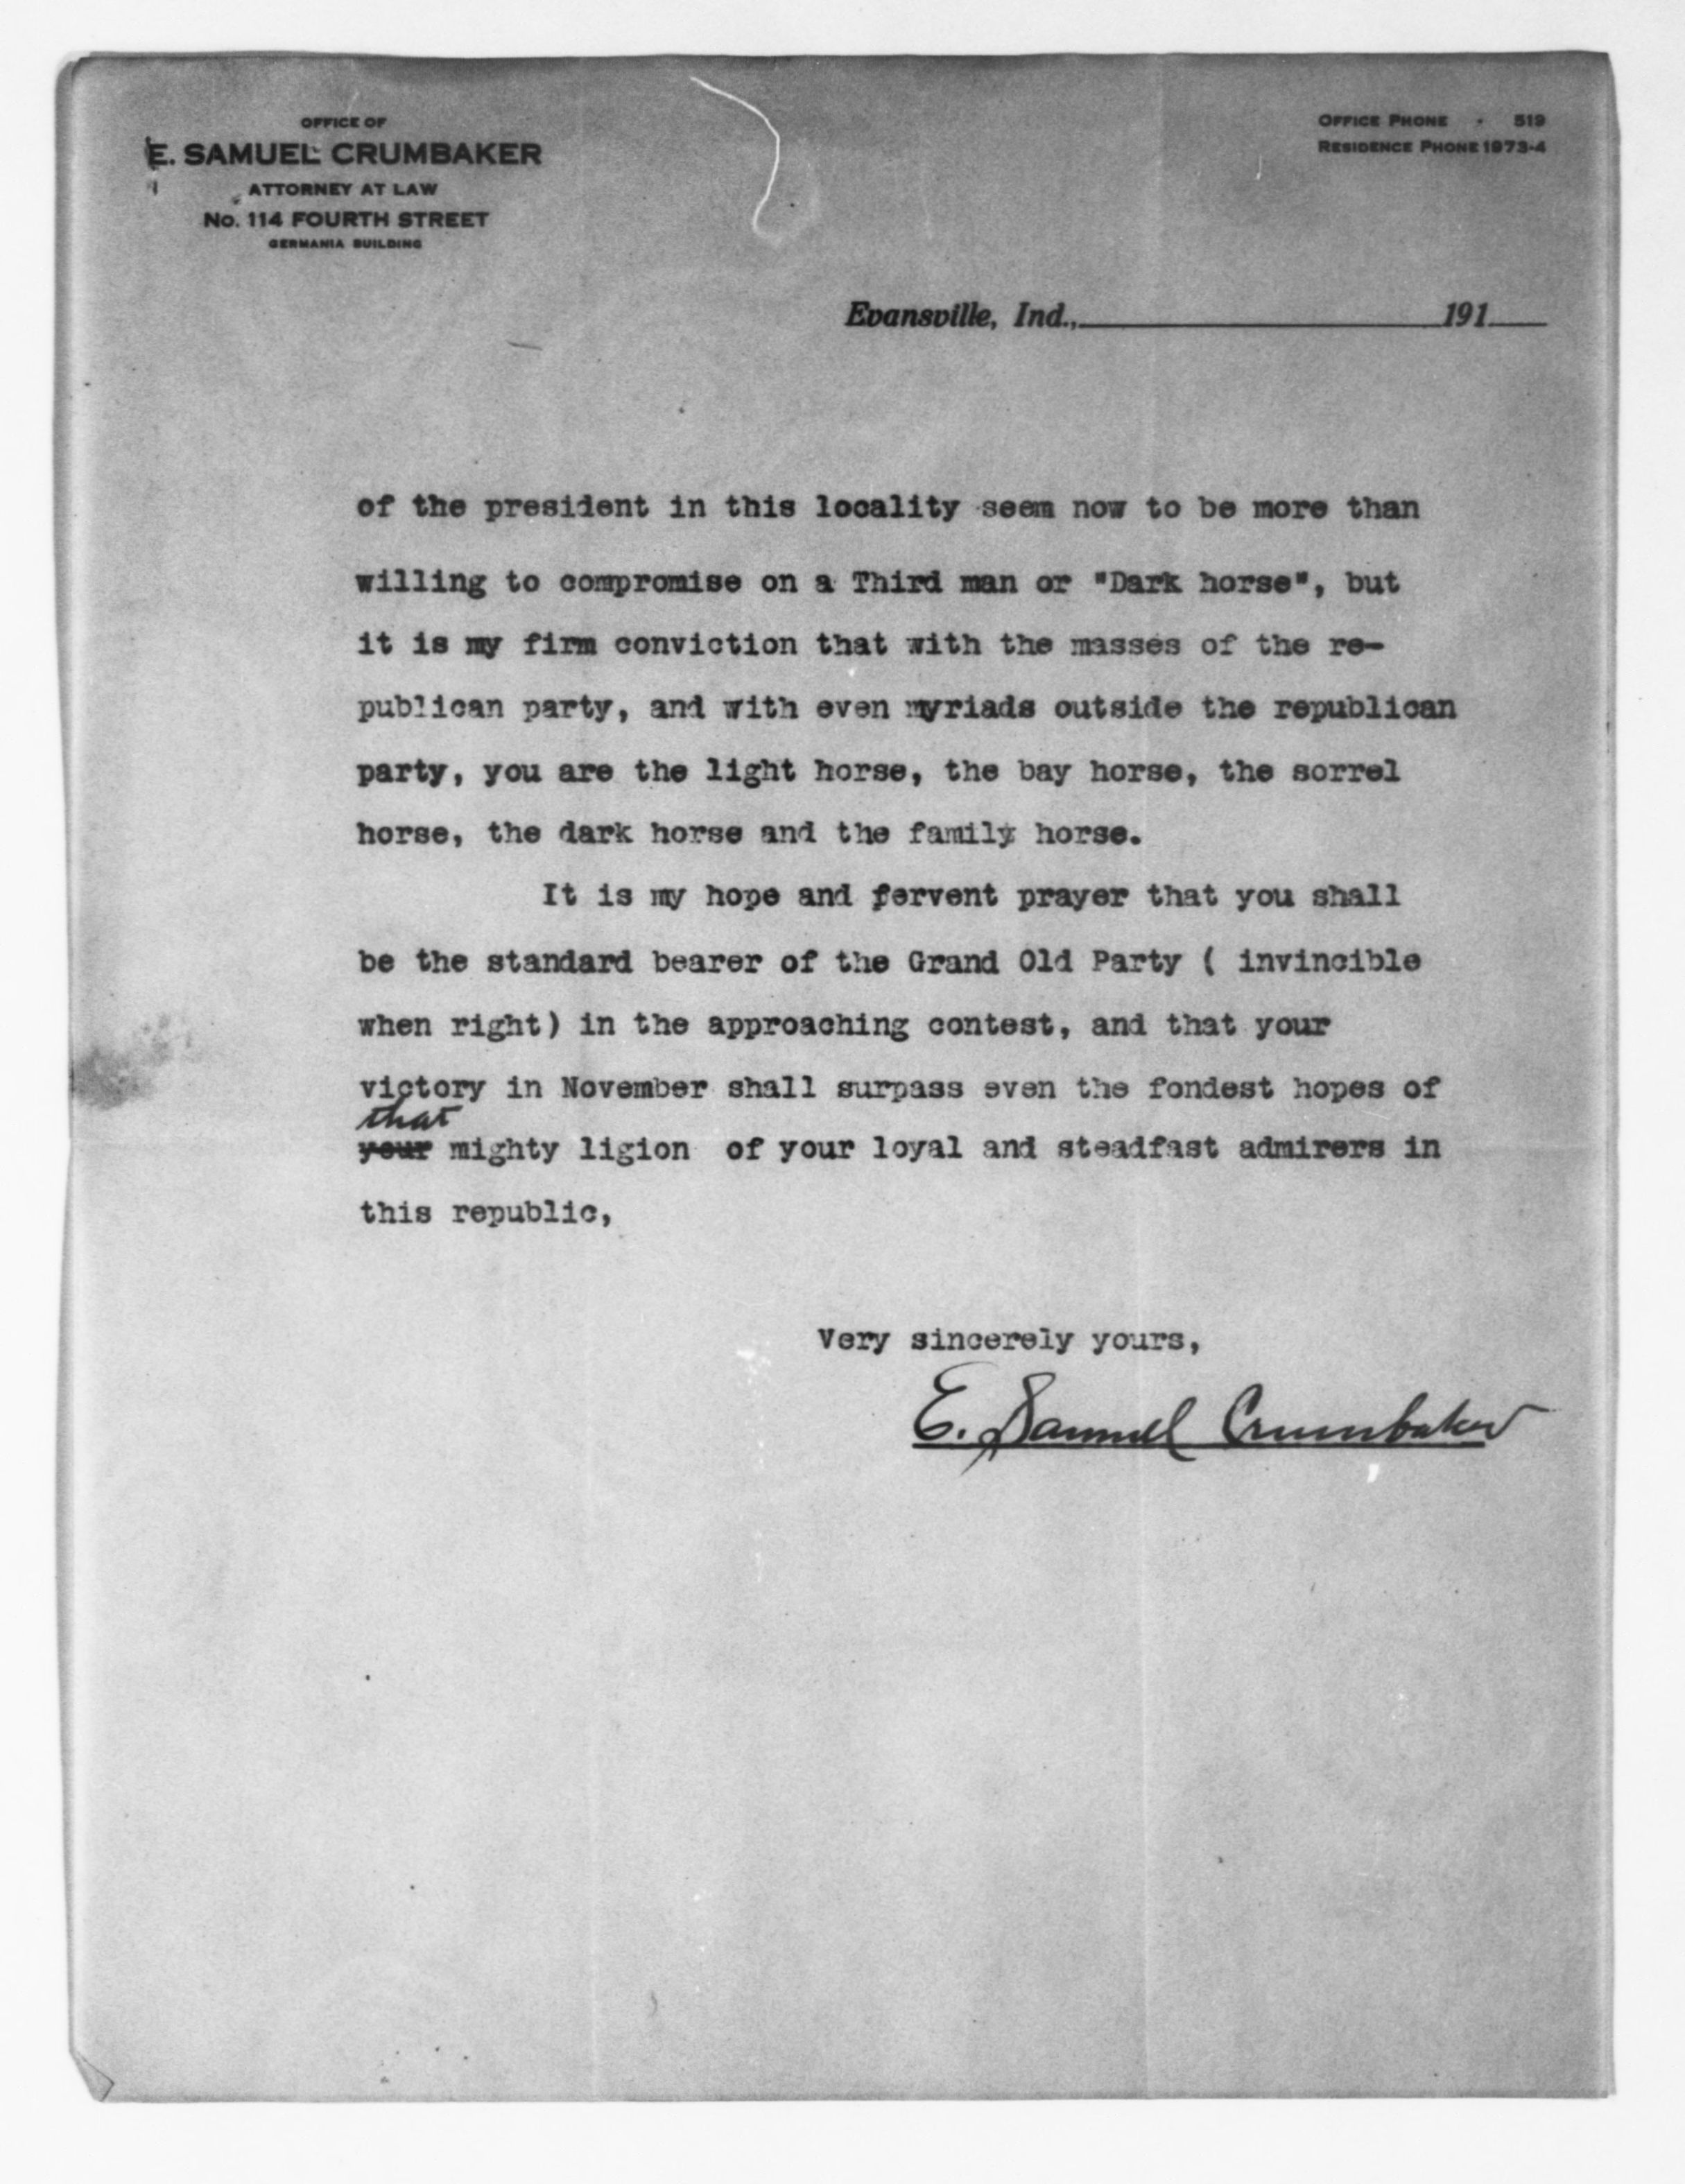 OFFICE OF
E. SAMUEL CRUMBAKER
ATTORNEY AT LAW
No. 114 FOURTH STREET
GERMANIA BUILDING
OFFICE PHONE - 519
RESIDENCE PHONE 1973-4
Evansville, Ind., 191
of the president in this locality seem now to be more than
willing to compromise on a Third man or "Dark horse", but
it is my firm conviction that with the masses of the re-
publican party, and with even myriads outside the republican
party, you are the light horse, the bay horse, the sorrel
horse, the dark horse and the family horse.
It is my hope and fervent prayer that you shall
be the standard bearer of the Grand Old Party ( invincible
when right) in the approaching contest, and that your
victory in November shall surpass even the fondest hopes of
that
your mighty ligion of your loyal and steadfast admirers in
this republic,
Very sincerely yours,
E. Samuel Crumbaker